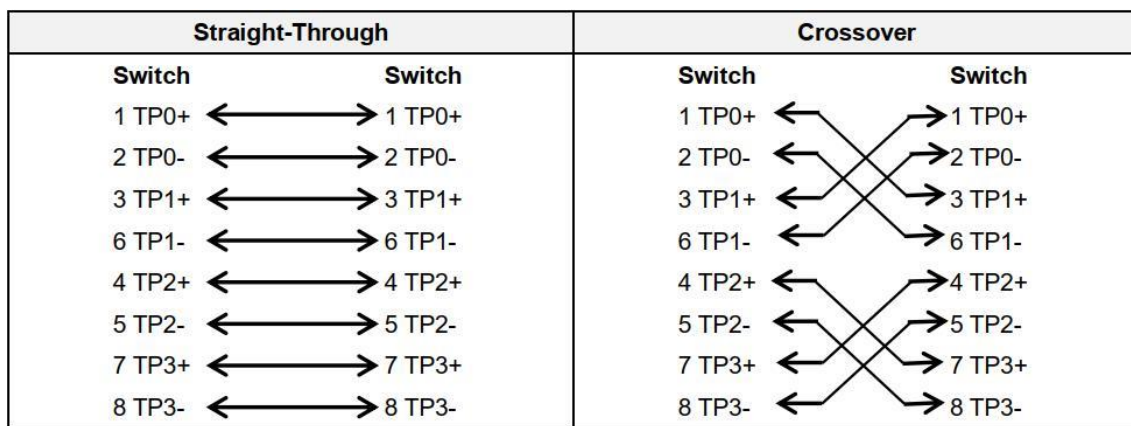 Straight-Through Crossover
Switch Switch Switch Switch
1 TP0+ 1 TP0+ 1 TP0+ 1 TP0+
2 TP0- 2 TP0- 2 TP0- 2 TP0-
3 TP1+ 3 TP1+ 3 TP1+ 3 TP1+
6 TP1- 6 TP1- 6 TP1- 6 TP1-
4 TP2+ 4 TP2+ 4 TP2+ 4 TP2+
5 TP2- 5 TP2- 5 TP2- 5 TP2-
7 TP3+ 7 TP3+ 7 TP3+ 7 TP3+
8 TP3- 8 TP3- 8 TP3- 8 TP3-